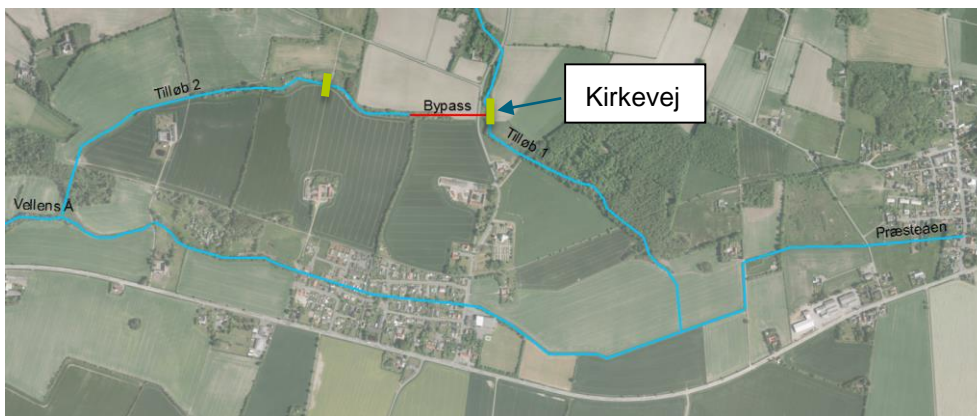 Tilløb 2
Bypass
Kirkevej
Tilløb 1
Vellens Å
Præsteåen